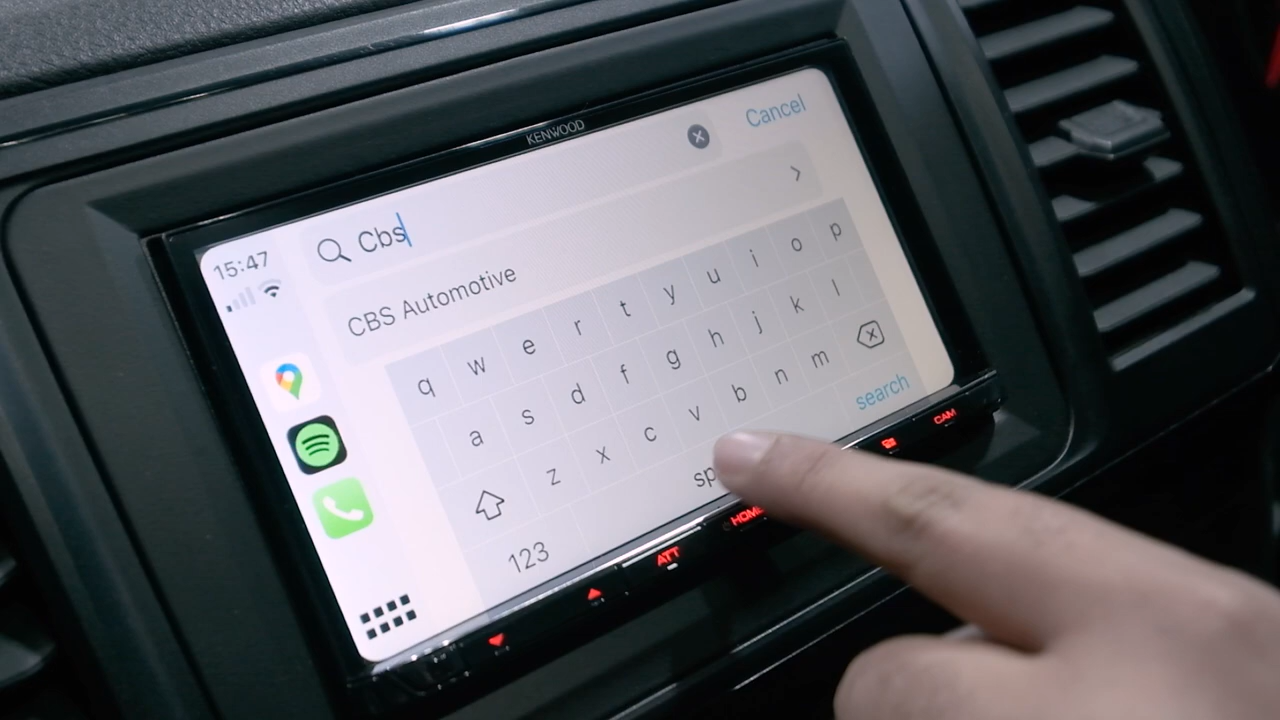 KENWOOD
15:47
Cbs
Cancel
CBS Automotive
q w e r t y u i o p
a s d f g h j k l
z x c v b n m
123
search
ATT
HOME
CAM